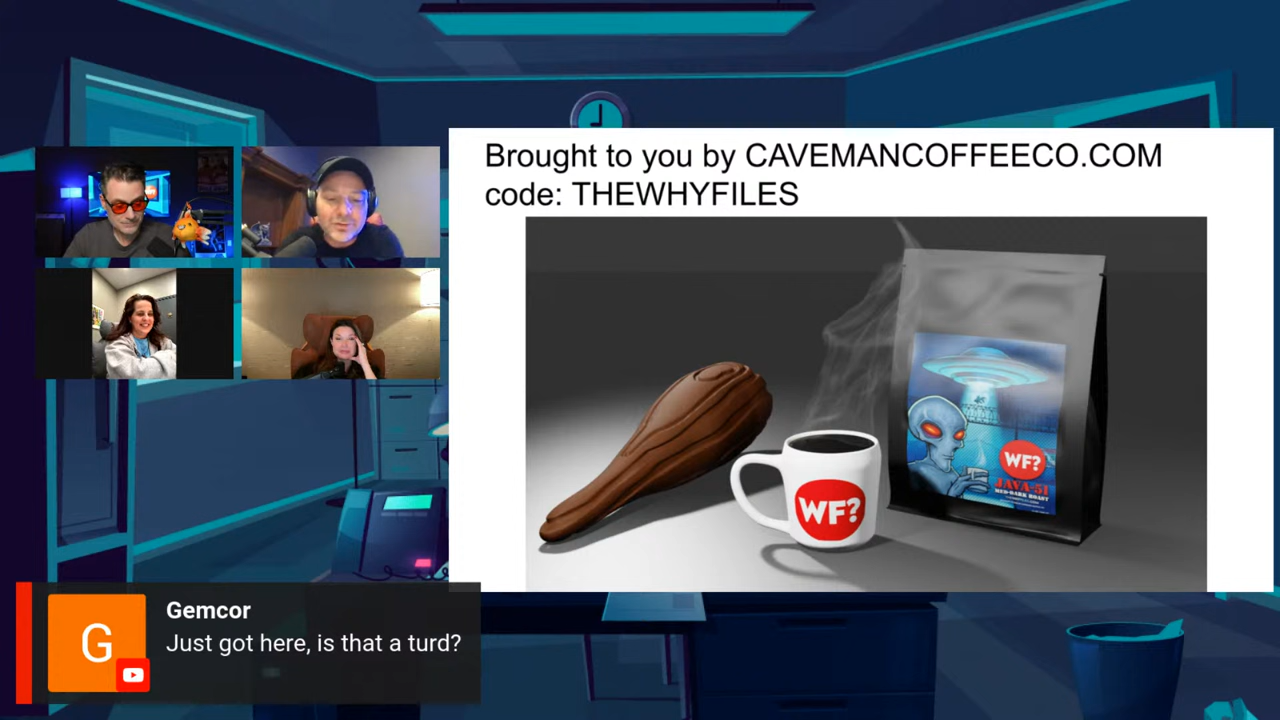 Brought to you by CAVEMANCOFFEECO.COM
code: THEWHYFILES
WF?
WF?
JAVA-51
MED-DARK ROAST
G
Gemcor
Just got here, is that a turd?